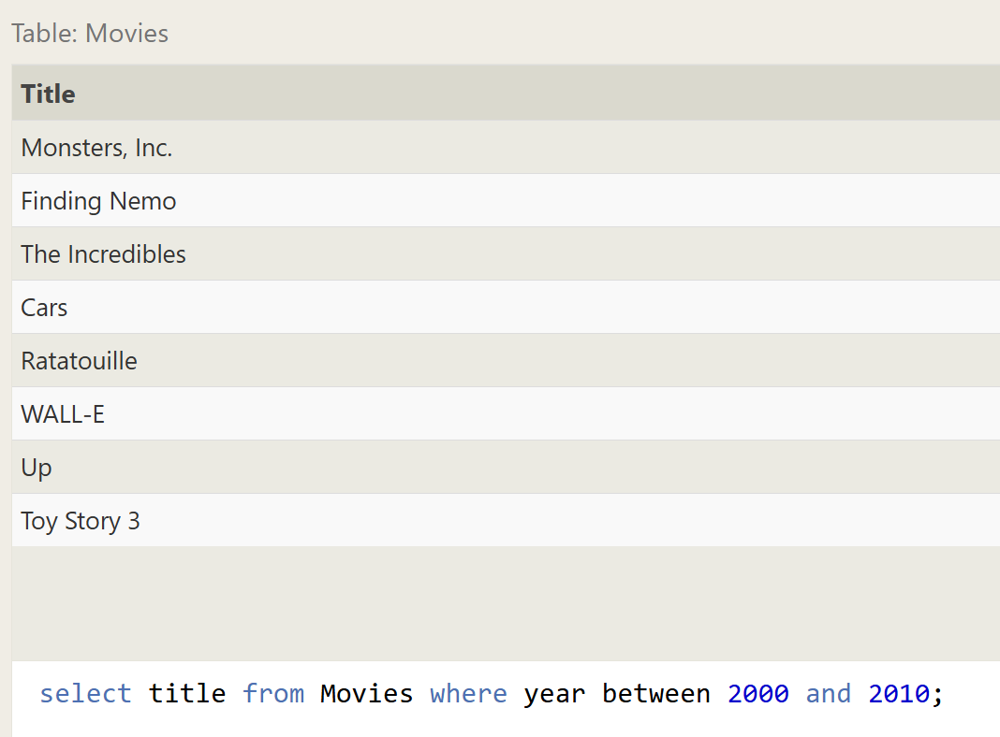 Table: Movies
Title
Monsters, Inc.
Finding Nemo
The Incredibles
Cars
Ratatouille
WALL-E
Up
Toy Story 3
select title from Movies where year between 2000 and 2010;